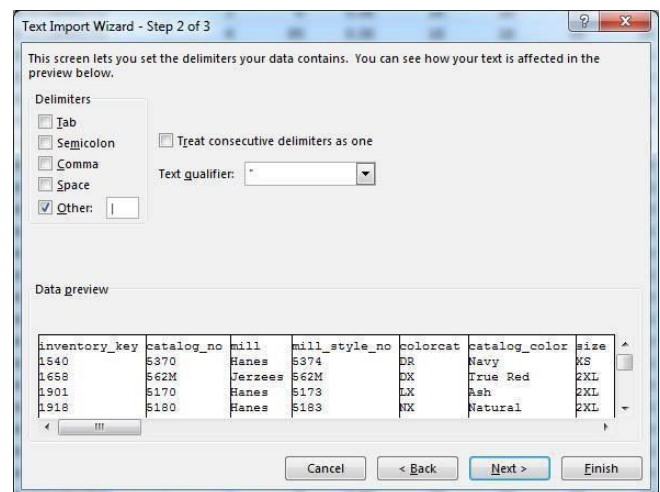 Text Import Wizard - Step 2 of 3
This screen lets you set the delimiters your data contains. You can see how your text is affected in the
preview below.
Delimiters
Tab
Semicolon
Comma
Space
Other: |
Treat consecutive delimiters as one
Text qualifier: "
Data preview
inventory_key catalog_no mill mill_style_no colorcat catalog_color size
1540 5370 Hanes 5374 DR Navy XS
1658 562M Jerzees 562M DX True Red 2XL
1901 5170 Hanes 5173 LX Ash 2XL
1918 5180 Hanes 5183 NX Natural 2XL
Cancel < Back Next > Finish